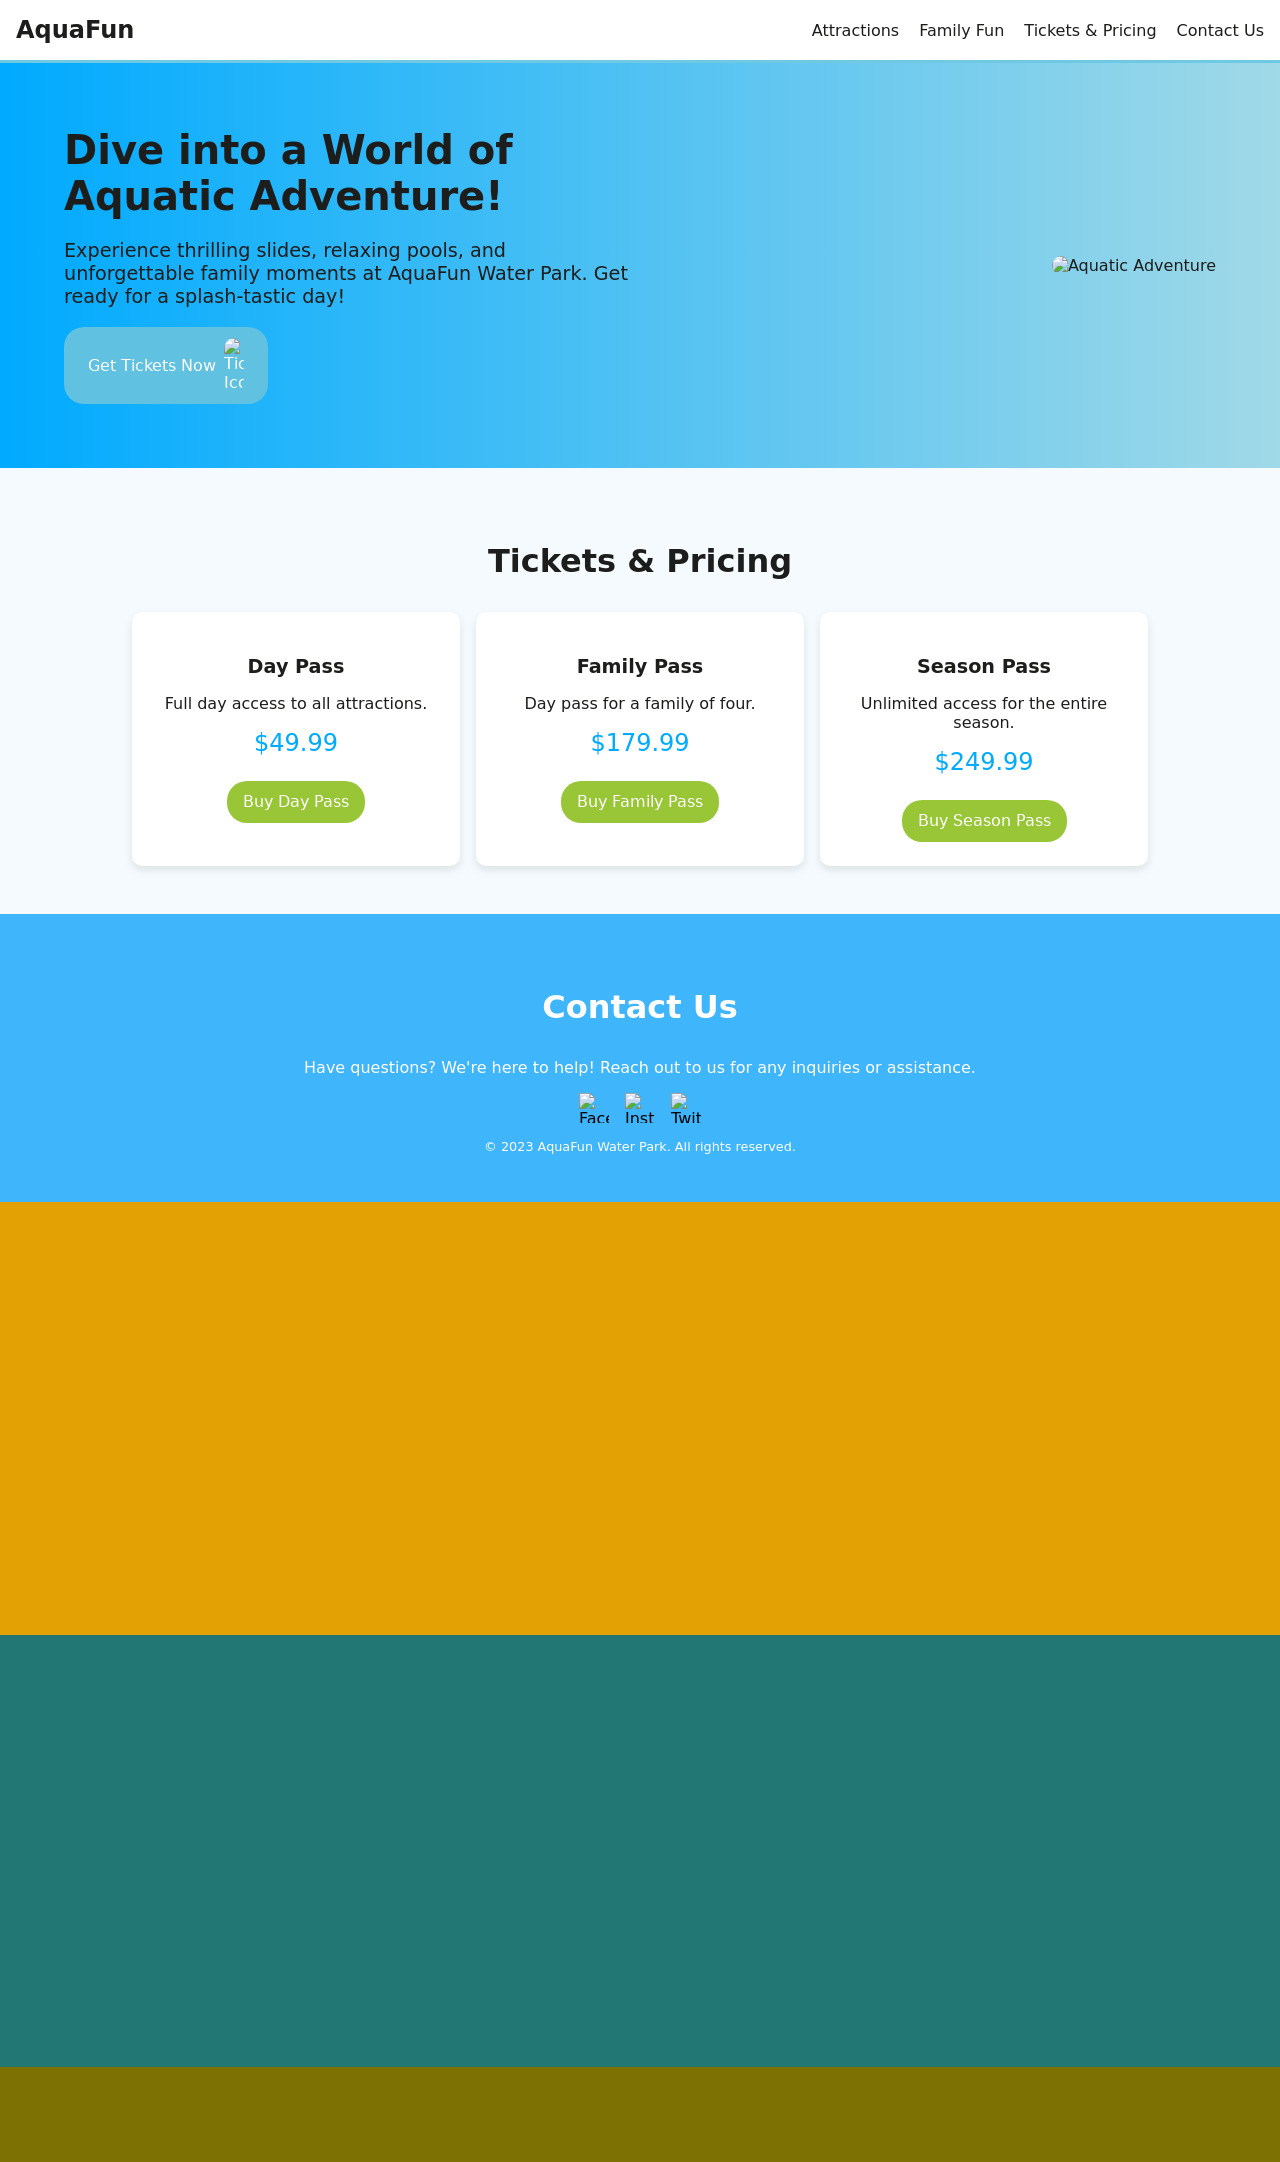 AquaFun
Attractions Family Fun Tickets & Pricing Contact Us
Dive into a World of
Aquatic Adventure!
Experience thrilling slides, relaxing pools, and
unforgettable family moments at AquaFun Water Park. Get
ready for a splash-tastic day!
Get Tickets Now
Aquatic Adventure
Tickets & Pricing
Day Pass
Full day access to all attractions.
$49.99
Buy Day Pass
Family Pass
Day pass for a family of four.
$179.99
Buy Family Pass
Season Pass
Unlimited access for the entire
season.
$249.99
Buy Season Pass
Contact Us
Have questions? We're here to help! Reach out to us for any inquiries or assistance.
© 2023 AquaFun Water Park. All rights reserved.